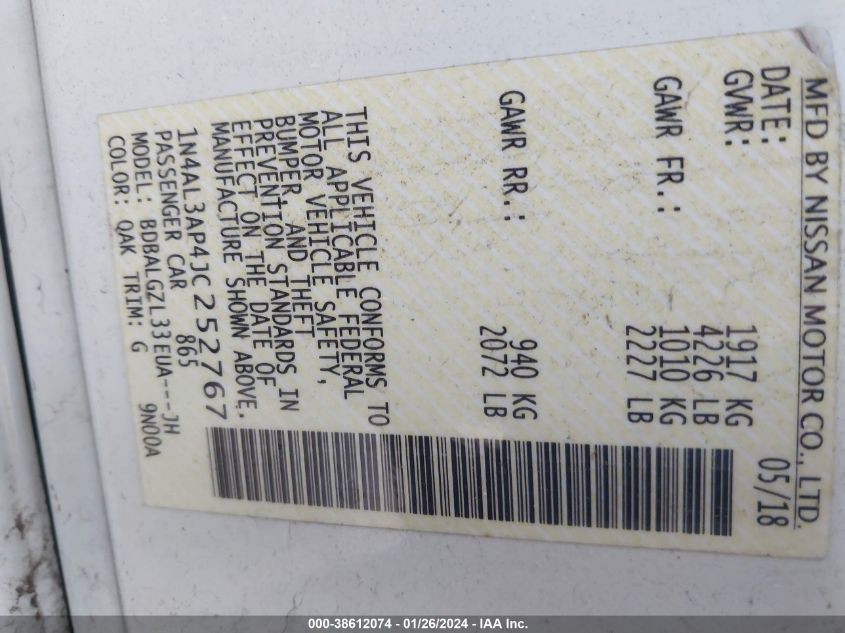 MFD BY NISSAN MOTOR CO., LTD.
DATE: 05/18
GVWR: 1917 KG
4226 LB
GAWR FR.: 1010 KG
2227 LB
GAWR RR.: 940 KG
2072 LB
THIS VEHICLE CONFORMS TO
ALL APPLICABLE FEDERAL
MOTOR VEHICLE SAFETY,
BUMPER, AND THEFT
PREVENTION STANDARDS IN
EFFECT ON THE DATE OF
MANUFACTURE SHOWN ABOVE.
1N4AL3AP4JC252767
PASSENGER CAR 865
MODEL: BDBALGZL33EUA---JH
COLOR: QAK TRIM: G 9N00A
000-38612074 - 01/26/2024 - IAA Inc.